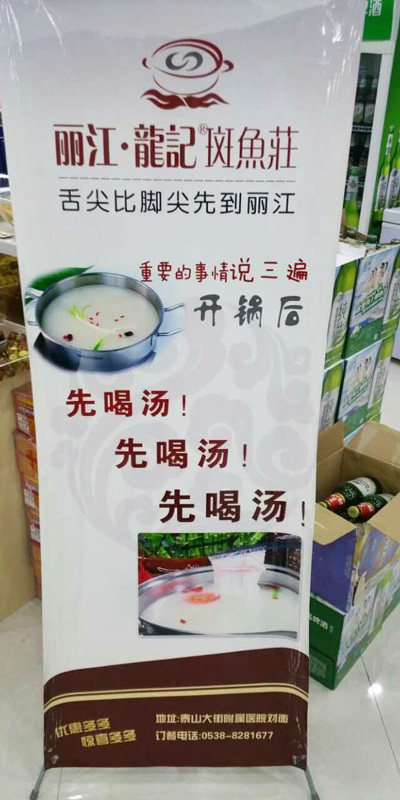 丽江·龍記®斑魚莊
舌尖比脚尖先到丽江
重要的事情说三遍
开锅后
先喝汤!
先喝汤!
先喝汤!
优惠多多
惊喜多多
地址:泰山大街附属医院对面
订餐电话:0538-8281677